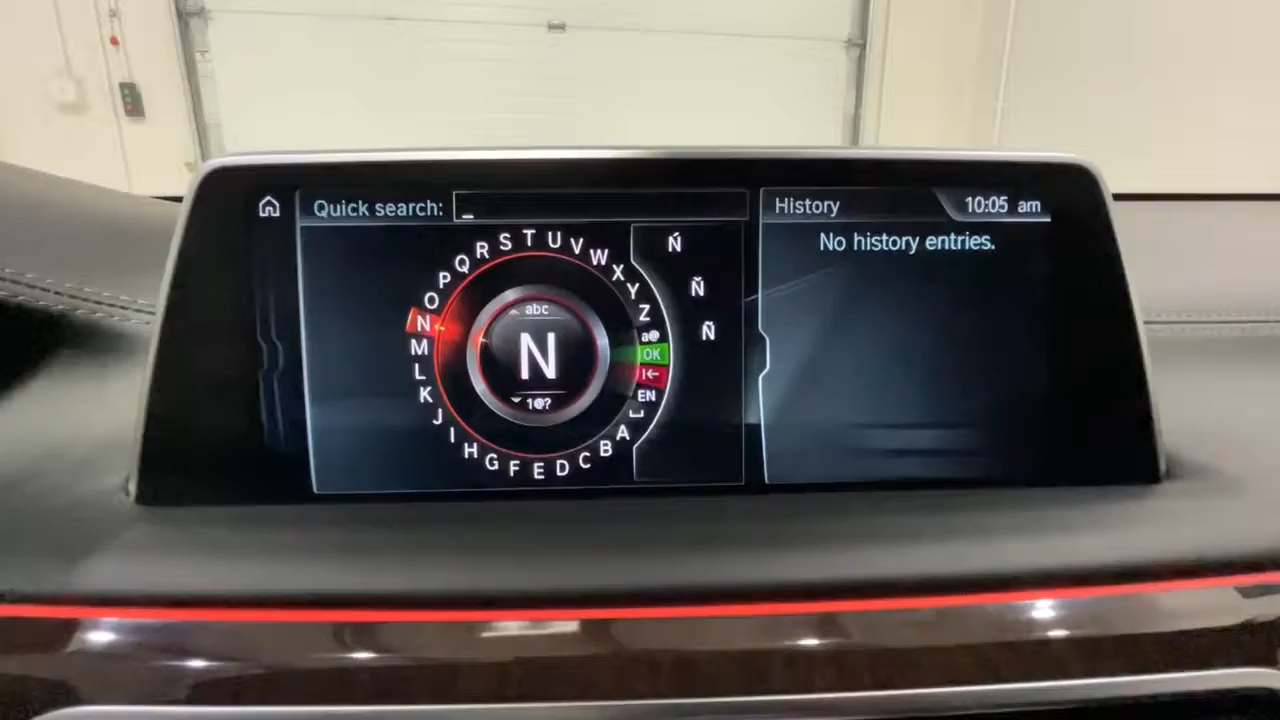 Quick search: _
History
10:05 am
No history entries.
abc
N
1@?
A
B
C
D
E
F
G
H
I
J
K
L
M
N
O
P
Q
R
S
T
U
V
W
X
Y
Z
a@
OK
EN
Ń
Ň
Ñ